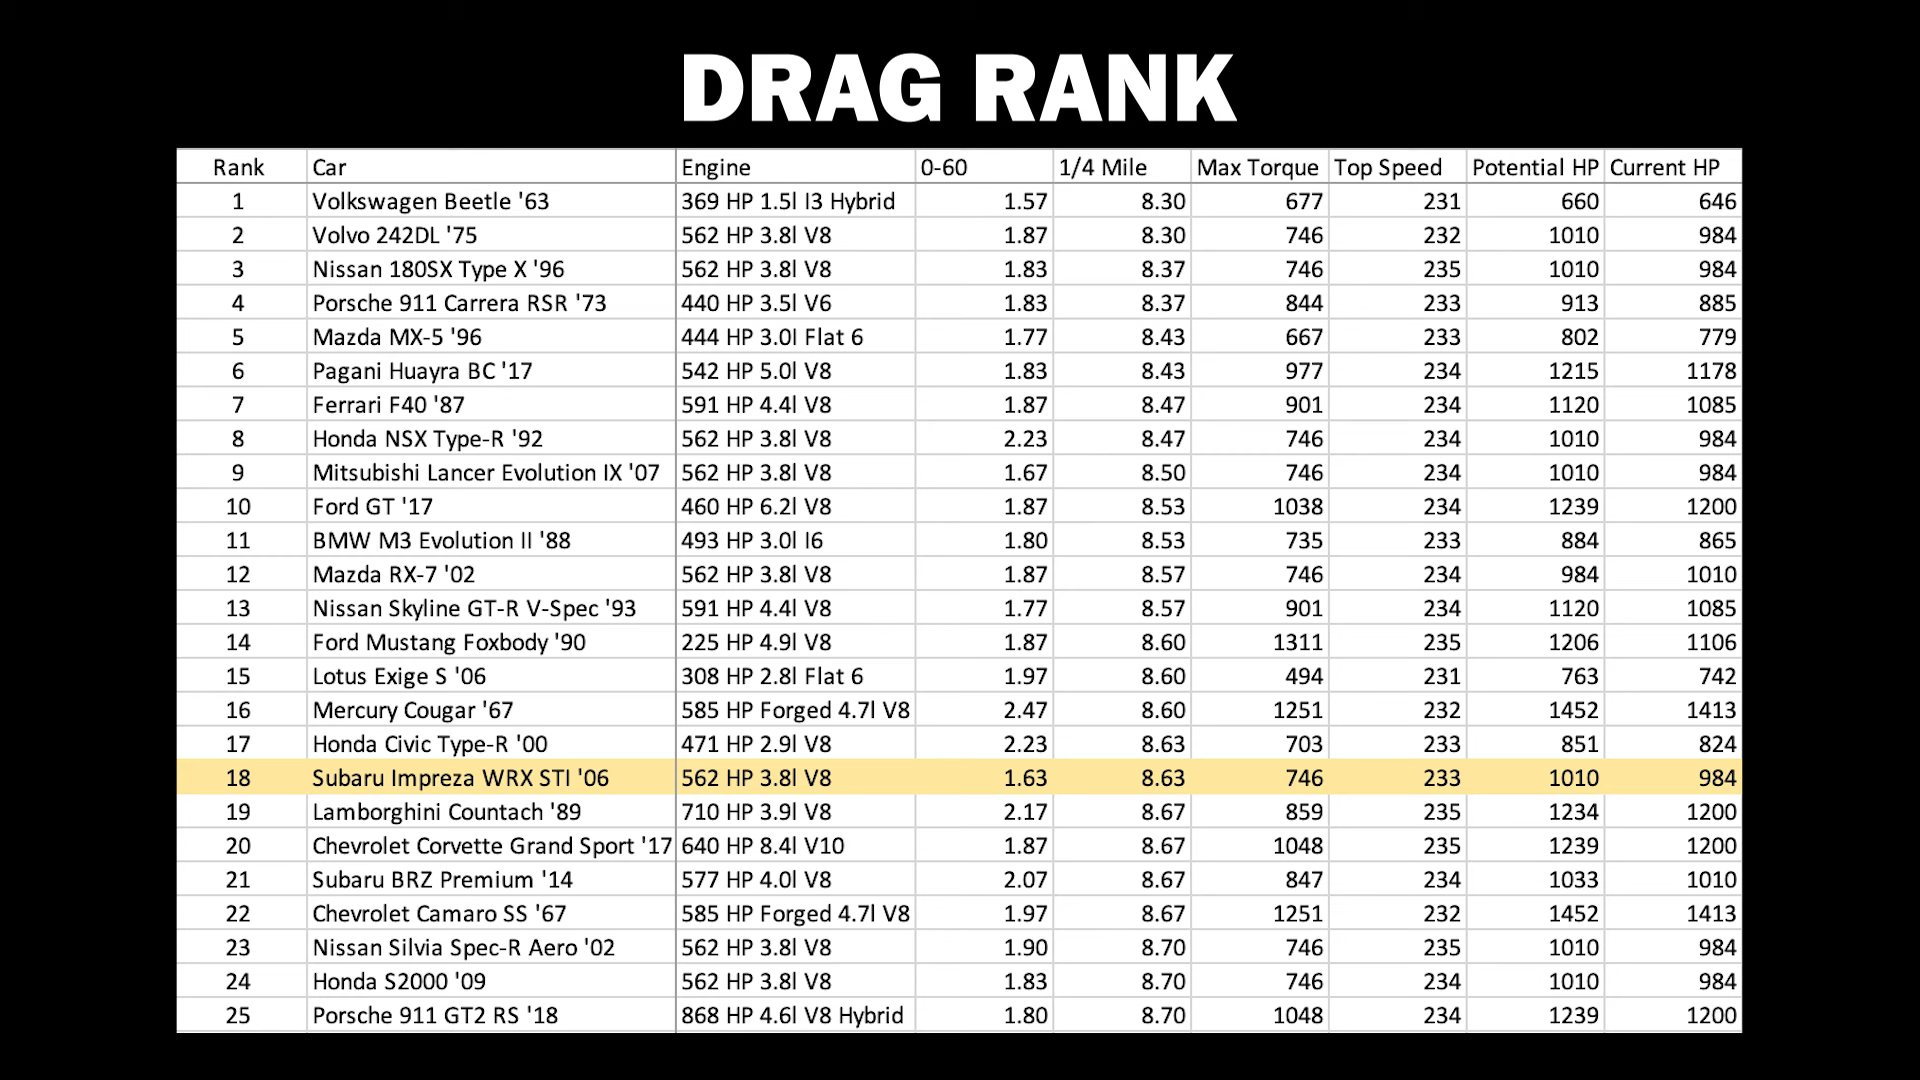 DRAG RANK
Rank Car Engine 0-60 1/4 Mile Max Torque Top Speed Potential HP Current HP
1 Volkswagen Beetle '63 369 HP 1.5l I3 Hybrid 1.57 8.30 677 231 660 646
2 Volvo 242DL '75 562 HP 3.8l V8 1.87 8.30 746 232 1010 984
3 Nissan 180SX Type X '96 562 HP 3.8l V8 1.83 8.37 746 235 1010 984
4 Porsche 911 Carrera RSR '73 440 HP 3.5l V6 1.83 8.37 844 233 913 885
5 Mazda MX-5 '96 444 HP 3.0l Flat 6 1.77 8.43 667 233 802 779
6 Pagani Huayra BC '17 542 HP 5.0l V8 1.83 8.43 977 234 1215 1178
7 Ferrari F40 '87 591 HP 4.4l V8 1.87 8.47 901 234 1120 1085
8 Honda NSX Type-R '92 562 HP 3.8l V8 2.23 8.47 746 234 1010 984
9 Mitsubishi Lancer Evolution IX '07 562 HP 3.8l V8 1.67 8.50 746 234 1010 984
10 Ford GT '17 460 HP 6.2l V8 1.87 8.53 1038 234 1239 1200
11 BMW M3 Evolution II '88 493 HP 3.0l I6 1.80 8.53 735 233 884 865
12 Mazda RX-7 '02 562 HP 3.8l V8 1.87 8.57 746 234 984 1010
13 Nissan Skyline GT-R V-Spec '93 591 HP 4.4l V8 1.77 8.57 901 234 1120 1085
14 Ford Mustang Foxbody '90 225 HP 4.9l V8 1.87 8.60 1311 235 1206 1106
15 Lotus Exige S '06 308 HP 2.8l Flat 6 1.97 8.60 494 231 763 742
16 Mercury Cougar '67 585 HP Forged 4.7l V8 2.47 8.60 1251 232 1452 1413
17 Honda Civic Type-R '00 471 HP 2.9l V8 2.23 8.63 703 233 851 824
18 Subaru Impreza WRX STI '06 562 HP 3.8l V8 1.63 8.63 746 233 1010 984
19 Lamborghini Countach '89 710 HP 3.9l V8 2.17 8.67 859 235 1234 1200
20 Chevrolet Corvette Grand Sport '17 640 HP 8.4l V10 1.87 8.67 1048 235 1239 1200
21 Subaru BRZ Premium '14 577 HP 4.0l V8 2.07 8.67 847 234 1033 1010
22 Chevrolet Camaro SS '67 585 HP Forged 4.7l V8 1.97 8.67 1251 232 1452 1413
23 Nissan Silvia Spec-R Aero '02 562 HP 3.8l V8 1.90 8.70 746 235 1010 984
24 Honda S2000 '09 562 HP 3.8l V8 1.83 8.70 746 234 1010 984
25 Porsche 911 GT2 RS '18 868 HP 4.6l V8 Hybrid 1.80 8.70 1048 234 1239 1200